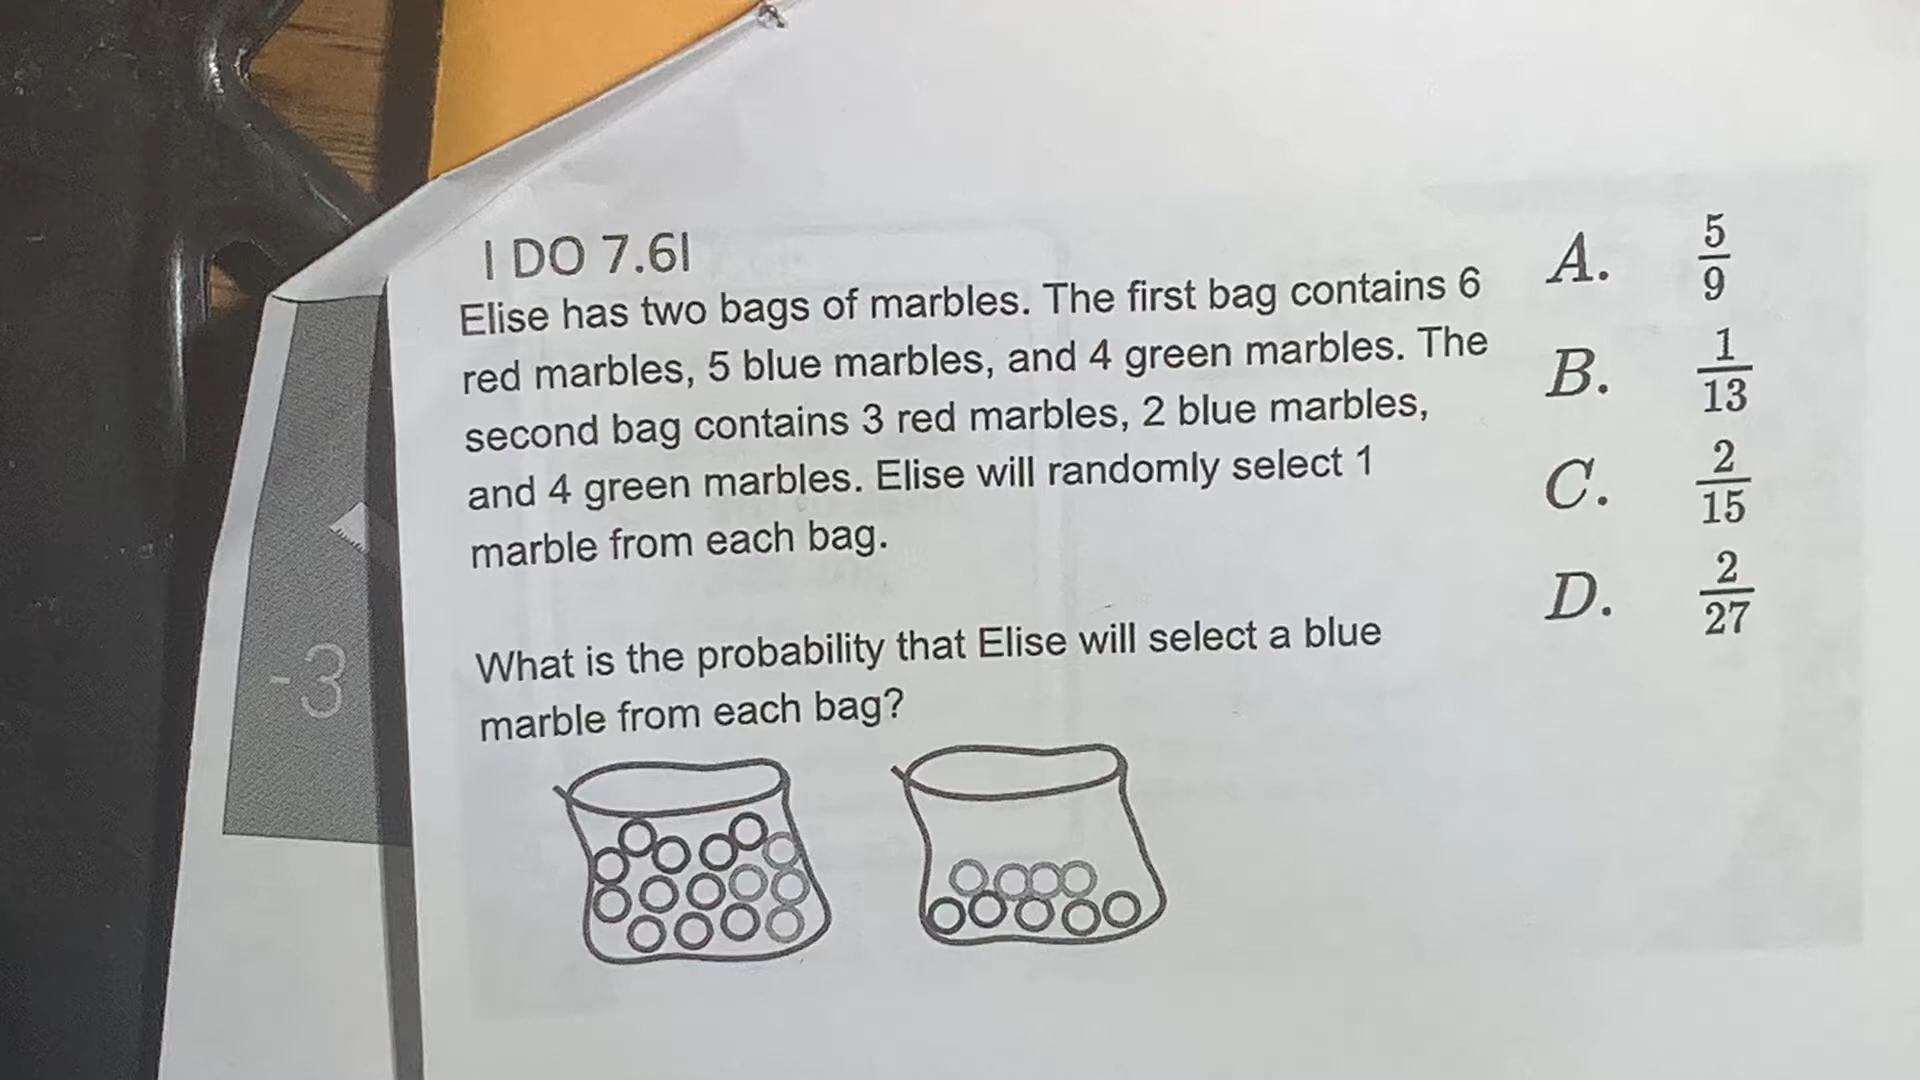 I DO 7.6I
Elise has two bags of marbles. The first bag contains 6
red marbles, 5 blue marbles, and 4 green marbles. The
second bag contains 3 red marbles, 2 blue marbles,
and 4 green marbles. Elise will randomly select 1
marble from each bag.
What is the probability that Elise will select a blue
marble from each bag?
A. 5/9
B. 1/13
C. 2/15
D. 2/27
-3